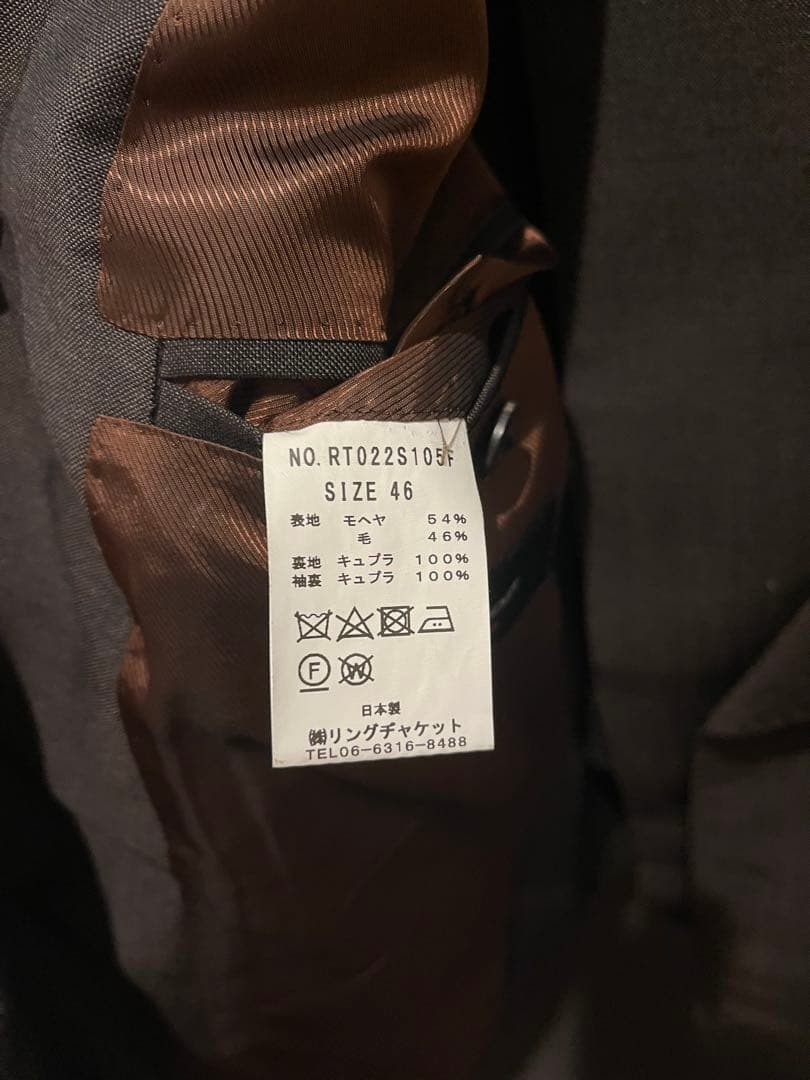 NO. RT022S105F
SIZE 46
表地 モヘヤ 54%
毛 46%
裏地 キュプラ 100%
袖裏 キュプラ 100%
F W
日本製
㈱リングヂャケット
TEL06-6316-8488